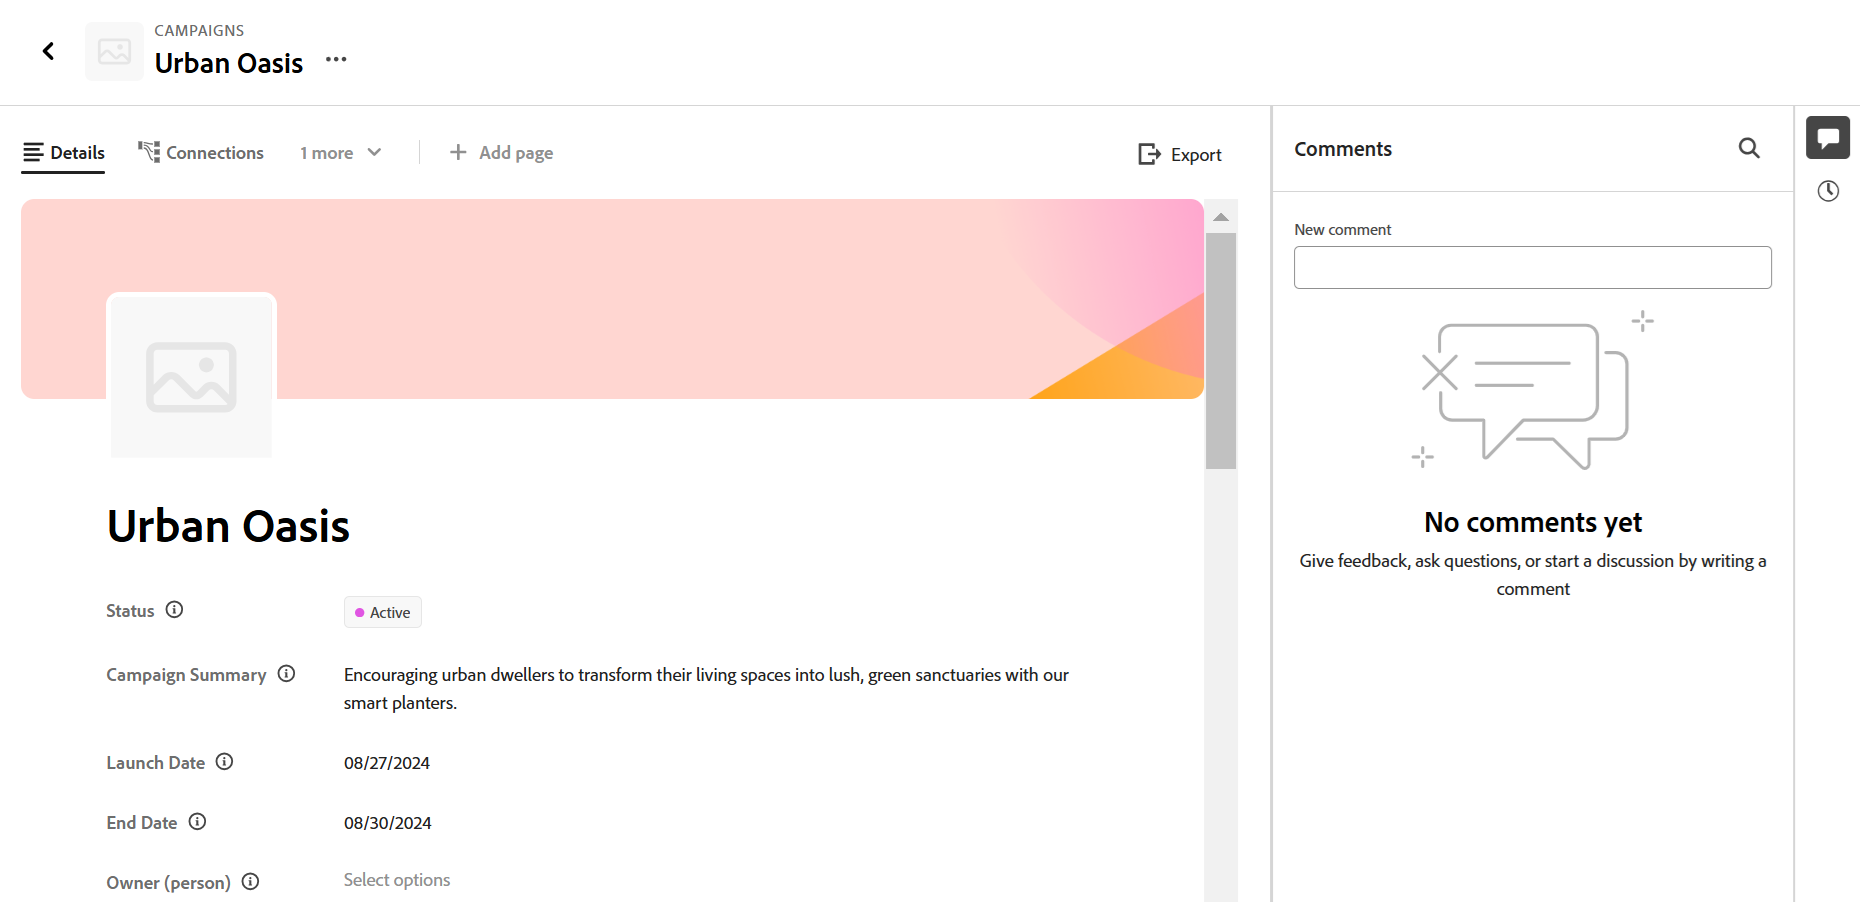 CAMPAIGNS
Urban Oasis
Details
Connections
1 more
Add page
Export
Urban Oasis
Status
Active
Campaign Summary
Encouraging urban dwellers to transform their living spaces into lush, green sanctuaries with our
smart planters.
Launch Date
08/27/2024
End Date
08/30/2024
Owner (person)
Select options
Comments
New comment
No comments yet
Give feedback, ask questions, or start a discussion by writing a
comment